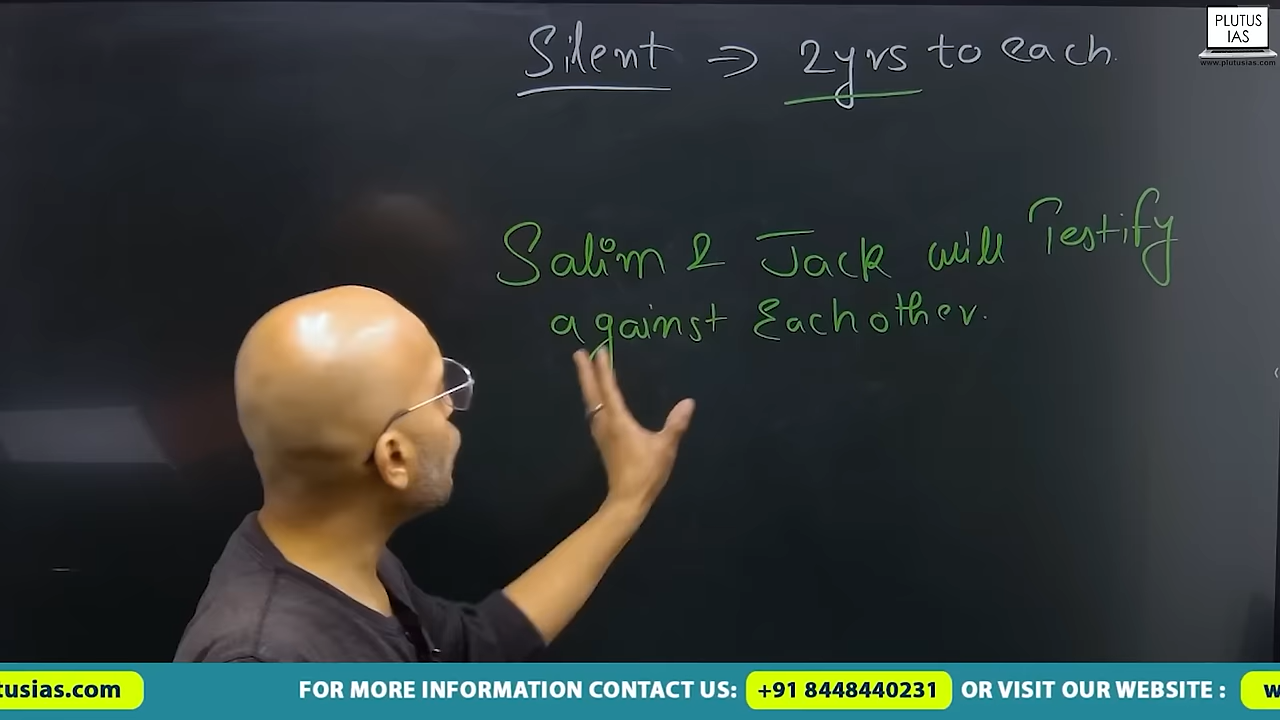 PLUTUS
IAS
www.plutusias.com
Silent → 2yrs to each.
Salim & Jack will Testify
against Eachother.
tusias.com
FOR MORE INFORMATION CONTACT US: +91 8448440231 OR VISIT OUR WEBSITE : w